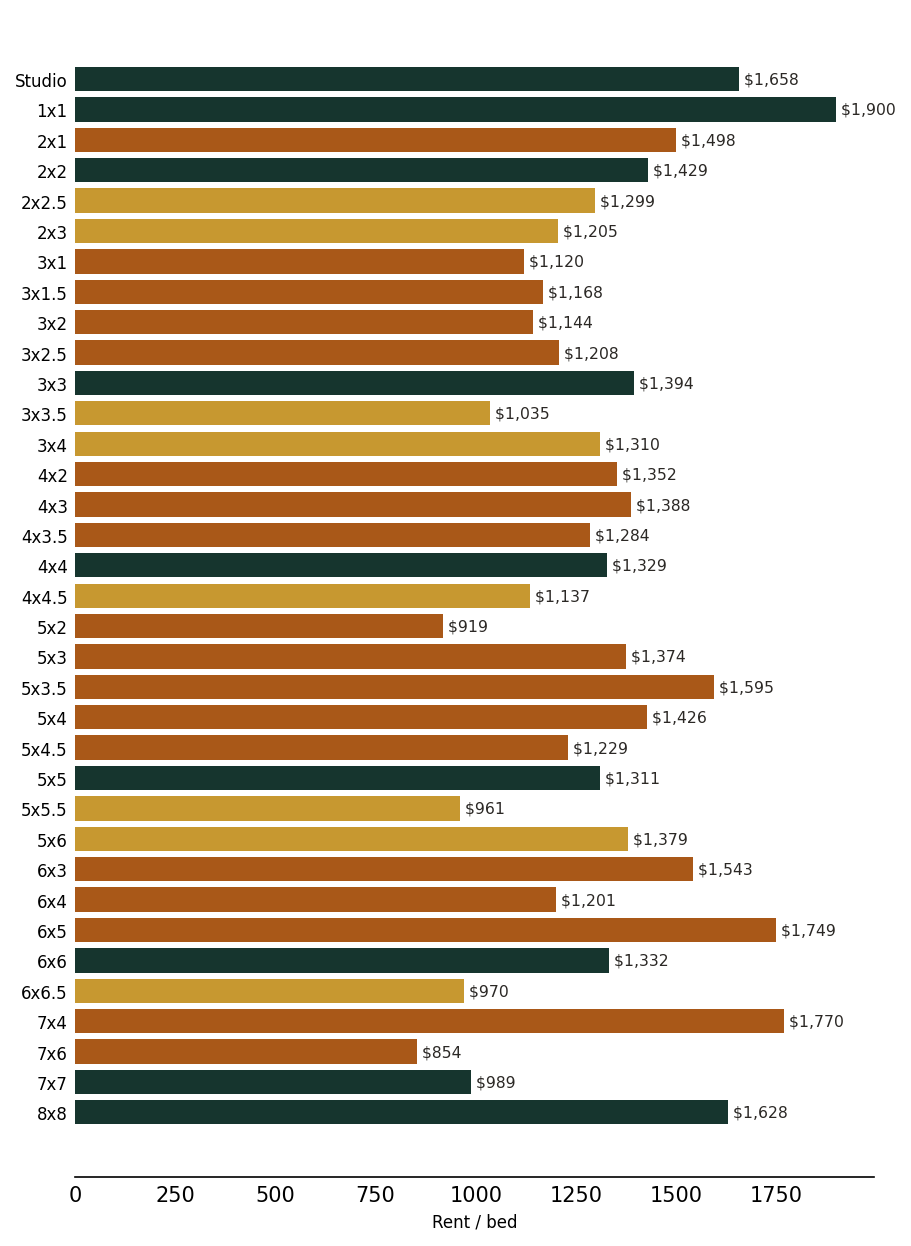 Studio $1,658
1x1 $1,900
2x1 $1,498
2x2 $1,429
2x2.5 $1,299
2x3 $1,205
3x1 $1,120
3x1.5 $1,168
3x2 $1,144
3x2.5 $1,208
3x3 $1,394
3x3.5 $1,035
3x4 $1,310
4x2 $1,352
4x3 $1,388
4x3.5 $1,284
4x4 $1,329
4x4.5 $1,137
5x2 $919
5x3 $1,374
5x3.5 $1,595
5x4 $1,426
5x4.5 $1,229
5x5 $1,311
5x5.5 $961
5x6 $1,379
6x3 $1,543
6x4 $1,201
6x5 $1,749
6x6 $1,332
6x6.5 $970
7x4 $1,770
7x6 $854
7x7 $989
8x8 $1,628
0 250 500 750 1000 1250 1500 1750
Rent / bed